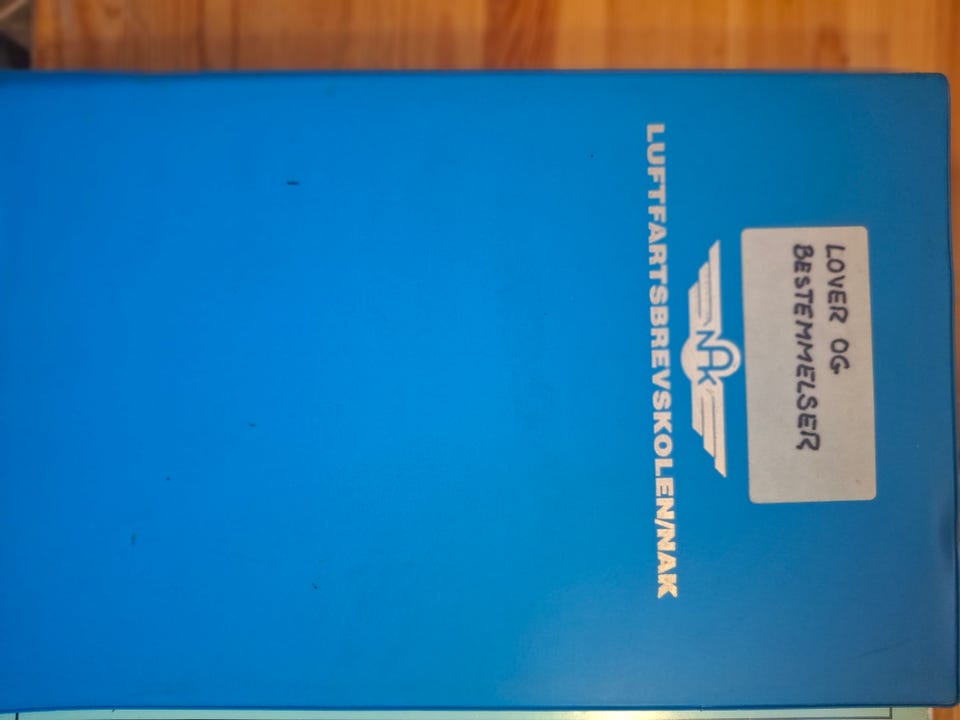 LOVER OG
BESTEMMELSER
NAK
LUFTFARTSBREVSKOLEN/NAK